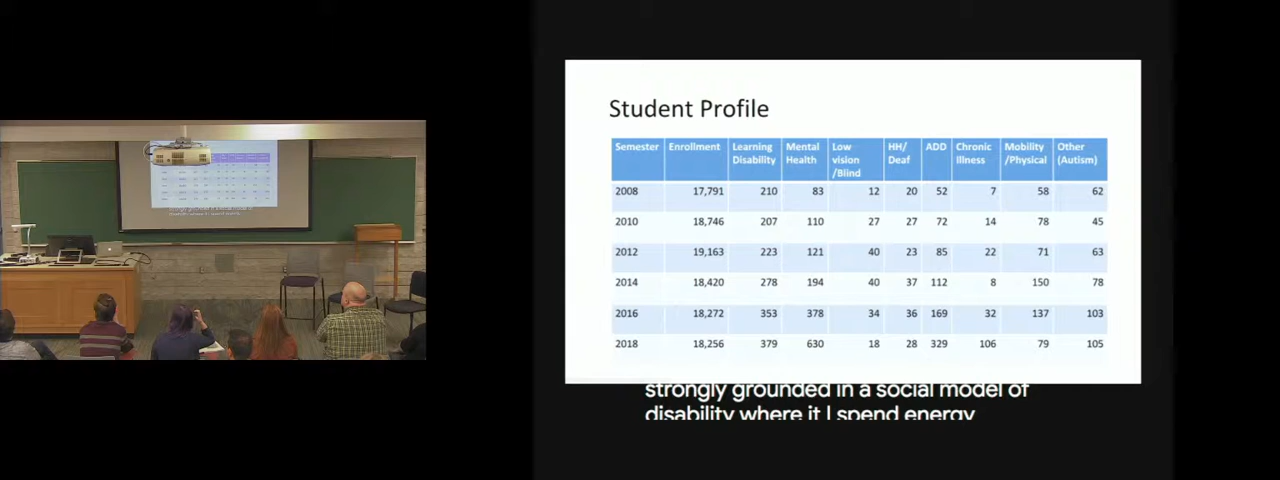 Student Profile
Semester Enrollment Learning Disability Mental Health Low vision /Blind HH/ Deaf ADD Chronic Illness Mobility /Physical Other (Autism)
2008 17,791 210 83 12 20 52 7 58 62
2010 18,746 207 110 27 27 72 14 78 45
2012 19,163 223 121 40 23 85 22 71 63
2014 18,420 278 194 40 37 112 8 150 78
2016 18,272 353 378 34 36 169 32 137 103
2018 18,256 379 630 18 28 329 106 79 105
strongly grounded in a social model of
disability where it I spend energy